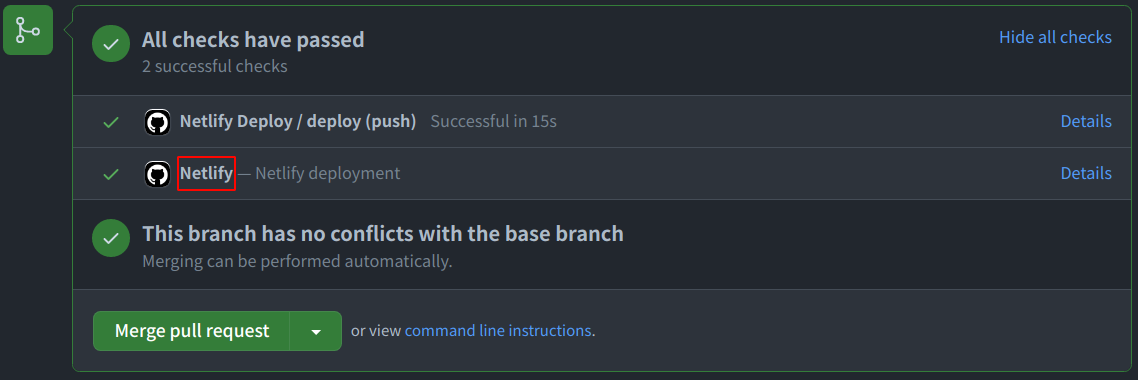 All checks have passed
Hide all checks
2 successful checks
Netlify Deploy / deploy (push) Successful in 15s
Details
Netlify — Netlify deployment
Details
This branch has no conflicts with the base branch
Merging can be performed automatically.
Merge pull request
or view command line instructions.